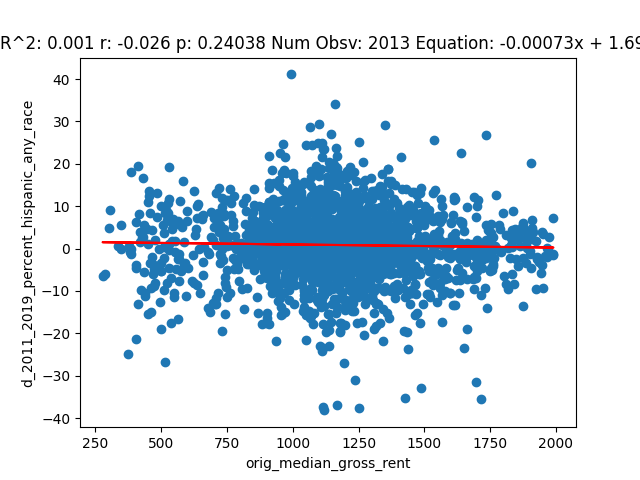 R^2: 0.001 r: -0.026 p: 0.24038 Num Obsv: 2013 Equation: -0.00073x + 1.69
d_2011_2019_percent_hispanic_any_race
40
30
20
10
0
−10
−20
−30
−40
250 500 750 1000 1250 1500 1750 2000
orig_median_gross_rent